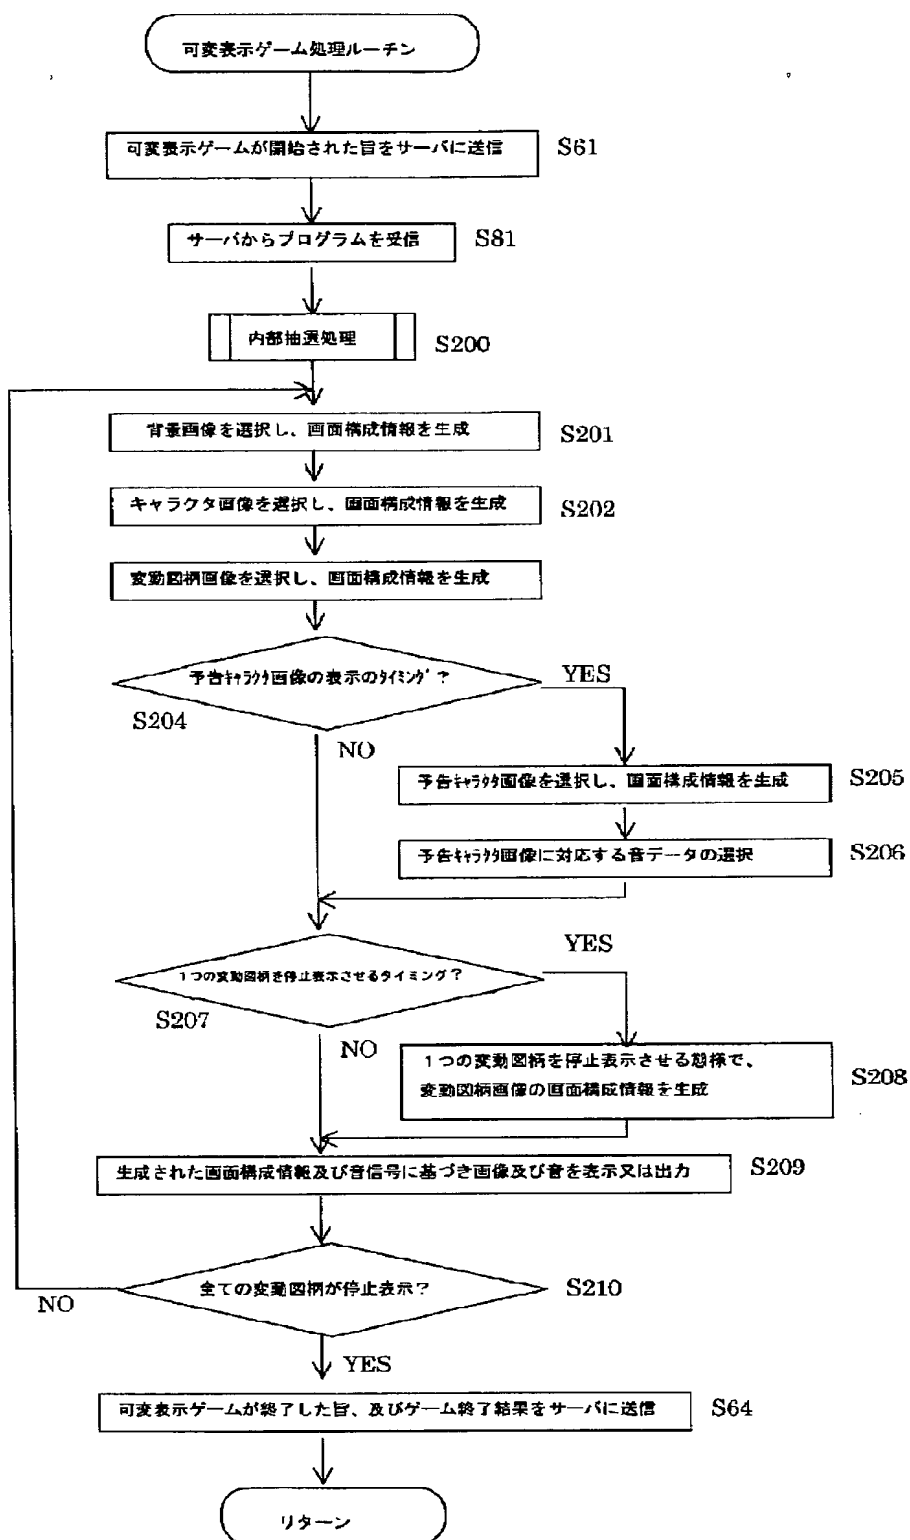 可変表示ゲーム処理ルーチン
可変表示ゲームが開始された旨をサーバに送信
S61
サーバからプログラムを受信
S81
内部抽選処理
S200
背景画像を選択し、画面構成情報を生成
S201
キャラクタ画像を選択し、画面構成情報を生成
S202
変動図柄画像を選択し、画面構成情報を生成
予告ｷｬﾗｸﾀ画像の表示のﾀｲﾐﾝｸﾞ？
YES
S204
NO
予告ｷｬﾗｸﾀ画像を選択し、画面構成情報を生成
S205
予告ｷｬﾗｸﾀ画像に対応する音データの選択
S206
１つの変動図柄を停止表示させるタイミング？
YES
S207
NO
１つの変動図柄を停止表示させる態様で、
変動図柄画像の画面構成情報を生成
S208
生成された画面構成情報及び音信号に基づき画像及び音を表示又は出力
S209
全ての変動図柄が停止表示？
S210
NO
YES
可変表示ゲームが終了した旨、及びゲーム終了結果をサーバに送信
S64
リターン